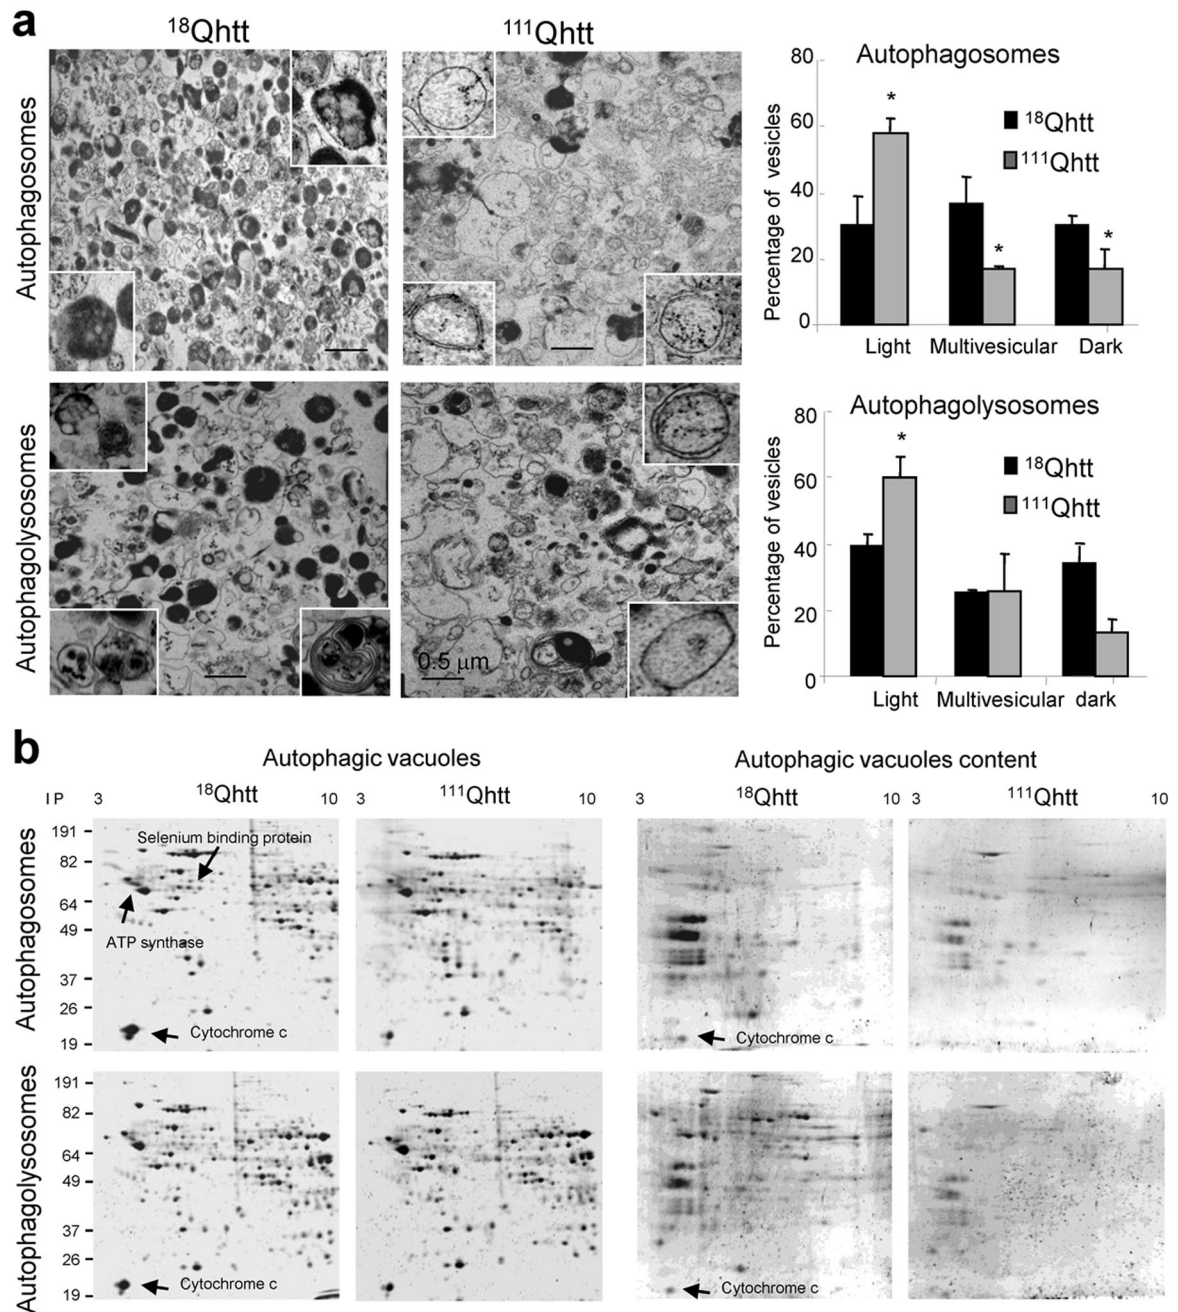 a
18Qhtt
111Qhtt
Autophagosomes
Autophagolysosomes
0.5 μm
Autophagosomes
Percentage of vesicles
80
60
40
20
0
18Qhtt
111Qhtt
Light Multivesicular Dark
*
*
*
Autophagolysosomes
Percentage of vesicles
80
60
40
20
0
18Qhtt
111Qhtt
Light Multivesicular dark
*
b
Autophagic vacuoles
Autophagic vacuoles content
IP 3 18Qhtt 10 3 111Qhtt 10
3 18Qhtt 10 3 111Qhtt 10
Autophagosomes
191
82
64
49
37
26
19
Selenium binding protein
ATP synthase
Cytochrome c
Cytochrome c
Autophagolysosomes
191
82
64
49
37
26
19
Cytochrome c
Cytochrome c